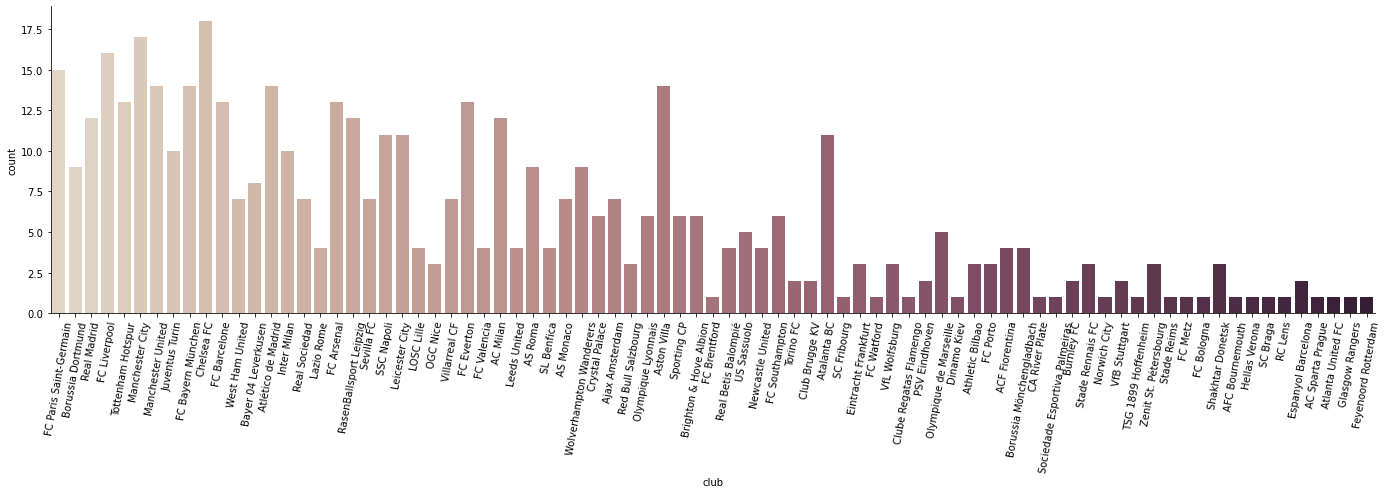 17.5
15.0
12.5
10.0
7.5
5.0
2.5
0.0
count
FC Paris Saint-Germain
Borussia Dortmund
Real Madrid
FC Liverpool
Tottenham Hotspur
Manchester City
Manchester United
Juventus Turin
FC Bayern München
Chelsea FC
FC Barcelone
West Ham United
Bayer 04 Leverkusen
Atlético de Madrid
Inter Milan
Real Sociedad
Lazio Rome
FC Arsenal
RasenBallsport Leipzig
Sevilla FC
SSC Napoli
Leicester City
LOSC Lille
OGC Nice
Villarreal CF
FC Everton
FC Valencia
AC Milan
Leeds United
AS Roma
SL Benfica
AS Monaco
Wolverhampton Wanderers
Crystal Palace
Ajax Amsterdam
Red Bull Salzbourg
Olympique Lyonnais
Aston Villa
Sporting CP
Brighton & Hove Albion
FC Brentford
Real Betis Balompié
US Sassuolo
Newcastle United
FC Southampton
Torino FC
Club Brugge KV
Atalanta BC
SC Fribourg
Eintracht Frankfurt
FC Watford
VfL Wolfsburg
Clube Regatas Flamengo
PSV Eindhoven
Olympique de Marseille
Dinamo Kiev
Athletic Bilbao
FC Porto
ACF Fiorentina
Borussia Mönchengladbach
CA River Plate
Sociedade Esportiva Palmeiras
Burnley FC
Stade Rennais FC
Norwich City
VfB Stuttgart
TSG 1899 Hoffenheim
Zenit St. Pétersbourg
Stade Reims
FC Metz
FC Bologna
Shakhtar Donetsk
AFC Bournemouth
Hellas Verona
SC Braga
RC Lens
Espanyol Barcelona
AC Sparta Prague
Atlanta United FC
Glasgow Rangers
Feyenoord Rotterdam
club